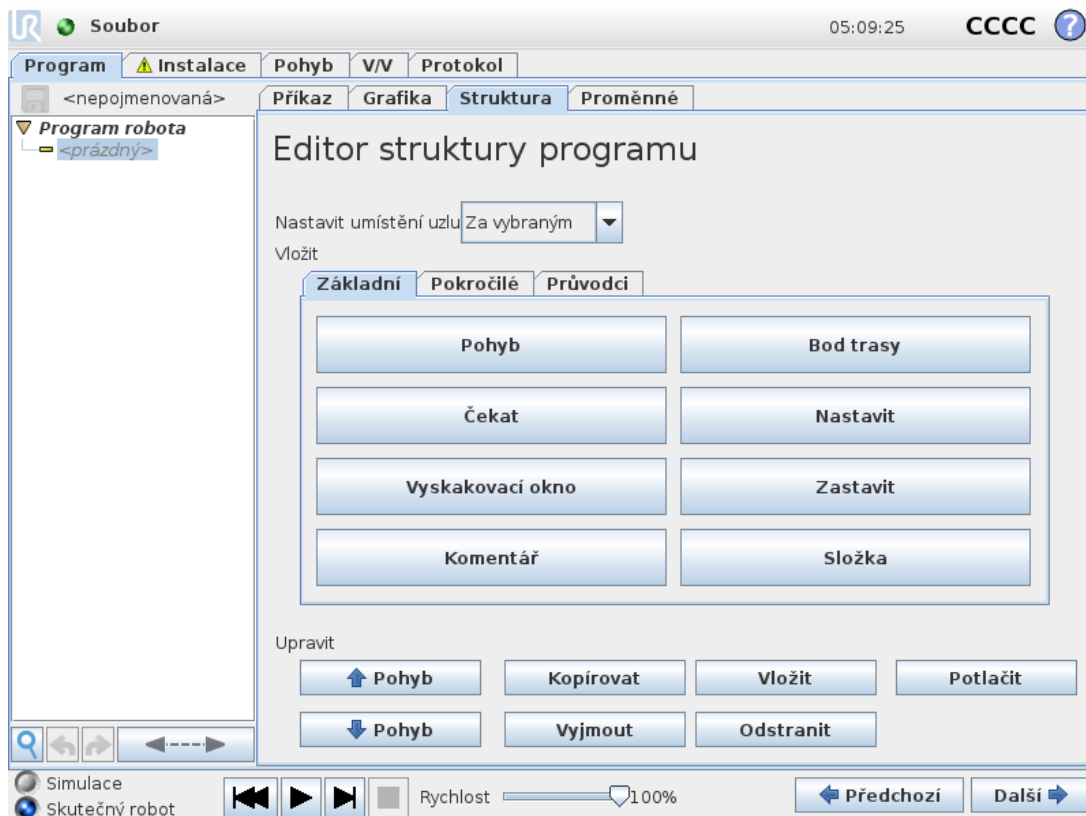 UR Soubor 05:09:25 CCCC ?
Program Instalace Pohyb V/V Protokol
<nepojmenovaná> Příkaz Grafika Struktura Proměnné
Program robota
<prázdný>
Editor struktury programu
Nastavit umístění uzlu Za vybraným
Vložit
Základní Pokročilé Průvodci
Pohyb Bod trasy
Čekat Nastavit
Vyskakovací okno Zastavit
Komentář Složka
Upravit
Pohyb Kopírovat Vložit Potlačit
Pohyb Vyjmout Odstranit
Simulace
Skutečný robot
Rychlost 100%
Předchozí Další